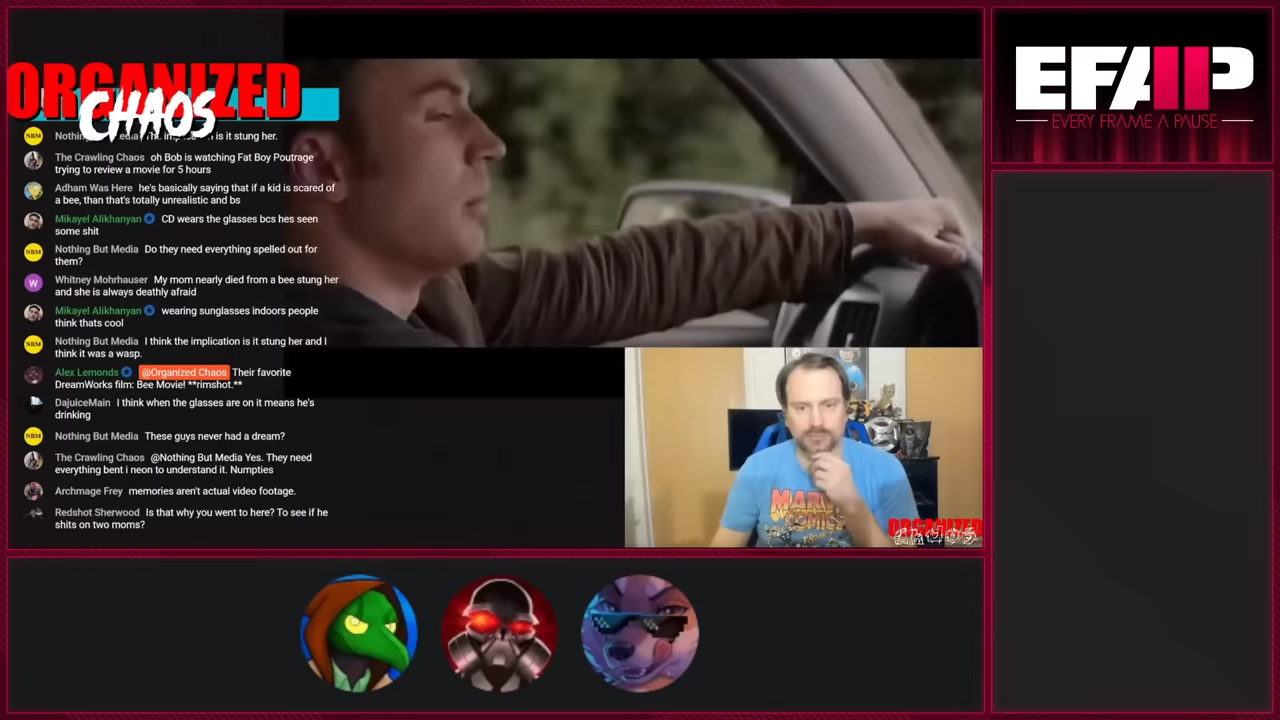 ORGANIZED
CHAOS
is it stung her.
The Crawling Chaos oh Bob is watching Fat Boy Poutrage
trying to review a movie for 5 hours
Adham Was Here he's basically saying that if a kid is scared of
a bee, than that's totally unrealistic and bs
Mikayel Alikhanyan CD wears the glasses bcs hes seen
some shit
NBM
Nothing But Media Do they need everything spelled out for
them?
W
Whitney Mohrhauser My mom nearly died from a bee stung her
and she is always deathly afraid
Mikayel Alikhanyan wearing sunglasses indoors people
think thats cool
NBM
Nothing But Media I think the implication is it stung her and I
think it was a wasp.
Alex Lemonds @Organized Chaos Their favorite
DreamWorks film: Bee Movie! **rimshot.**
DajuiceMain I think when the glasses are on it means he's
drinking
NBM
Nothing But Media These guys never had a dream?
The Crawling Chaos @Nothing But Media Yes. They need
everything bent i neon to understand it. Numpties
Archmage Frey memories aren't actual video footage.
Redshot Sherwood Is that why you went to here? To see if he
shits on two moms?
MARVEL
COMICS
ORGANIZED
CHAOS
EFAP
EVERY FRAME A PAUSE